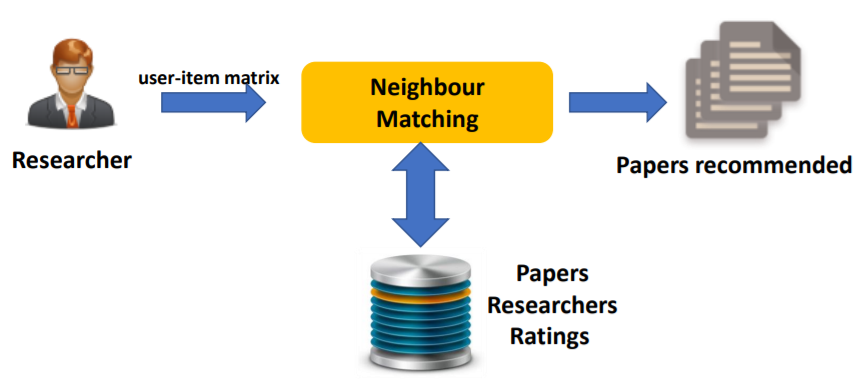 user-item matrix
Neighbour
Matching
Researcher
Papers recommended
Papers
Researchers
Ratings